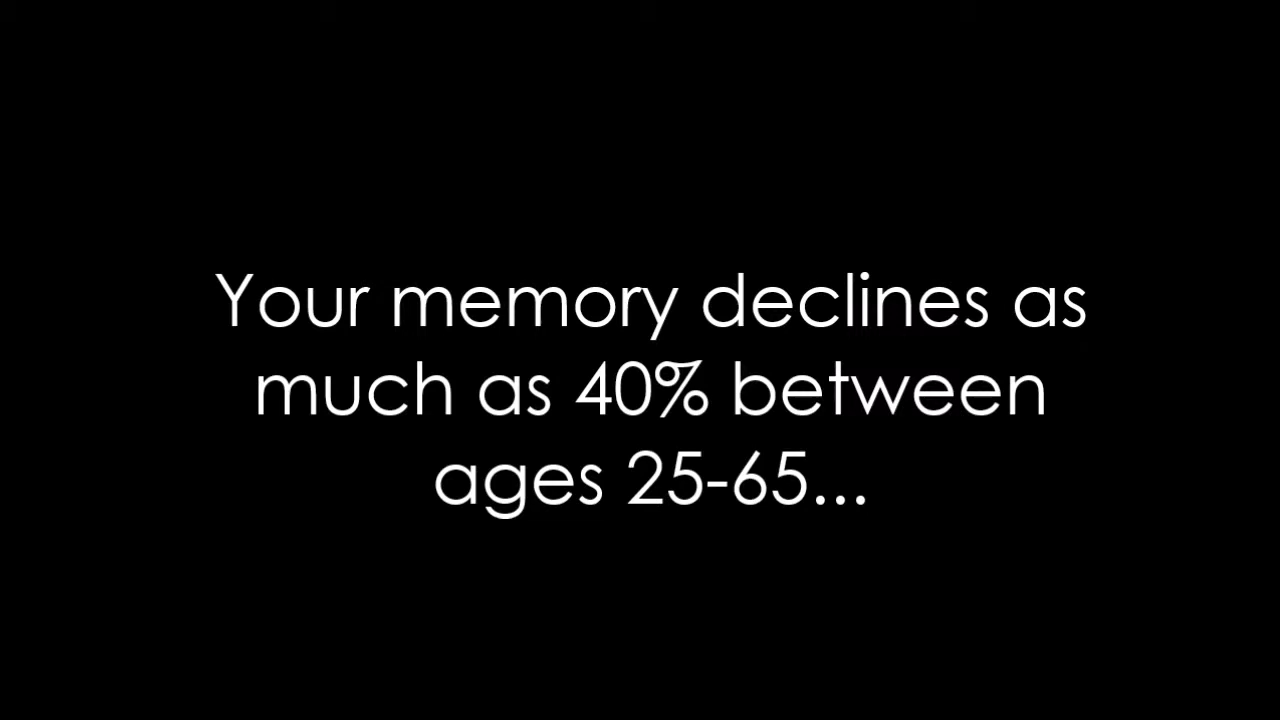 Your memory declines as
much as 40% between
ages 25-65...